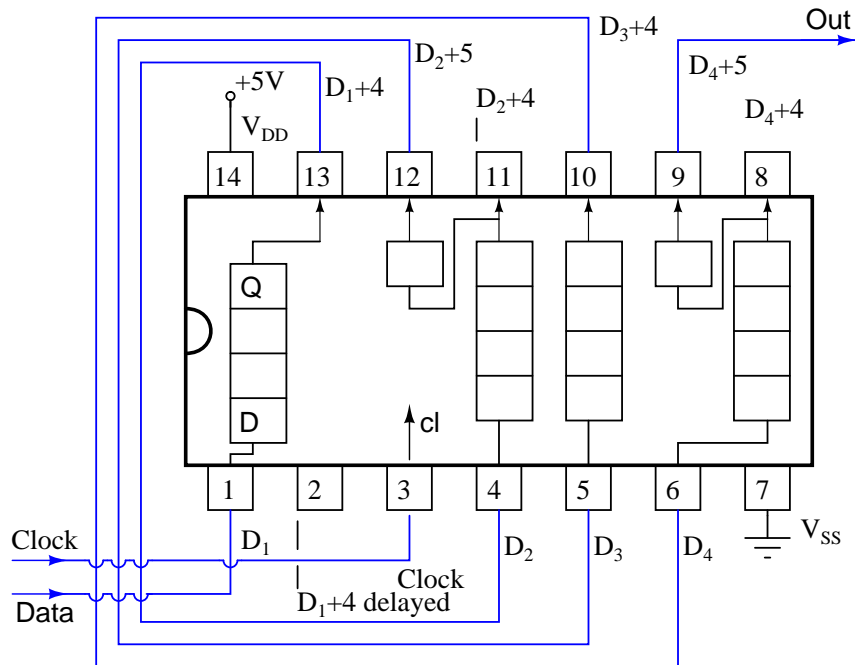 Out
D3+4
D2+5
D4+5
+5V
D1+4
D2+4
D4+4
VDD
14
13
12
11
10
9
8
Q
D
cl
1
2
3
4
5
6
7
Clock
D1
D2
D3
D4
VSS
Clock
Data
D1+4 delayed